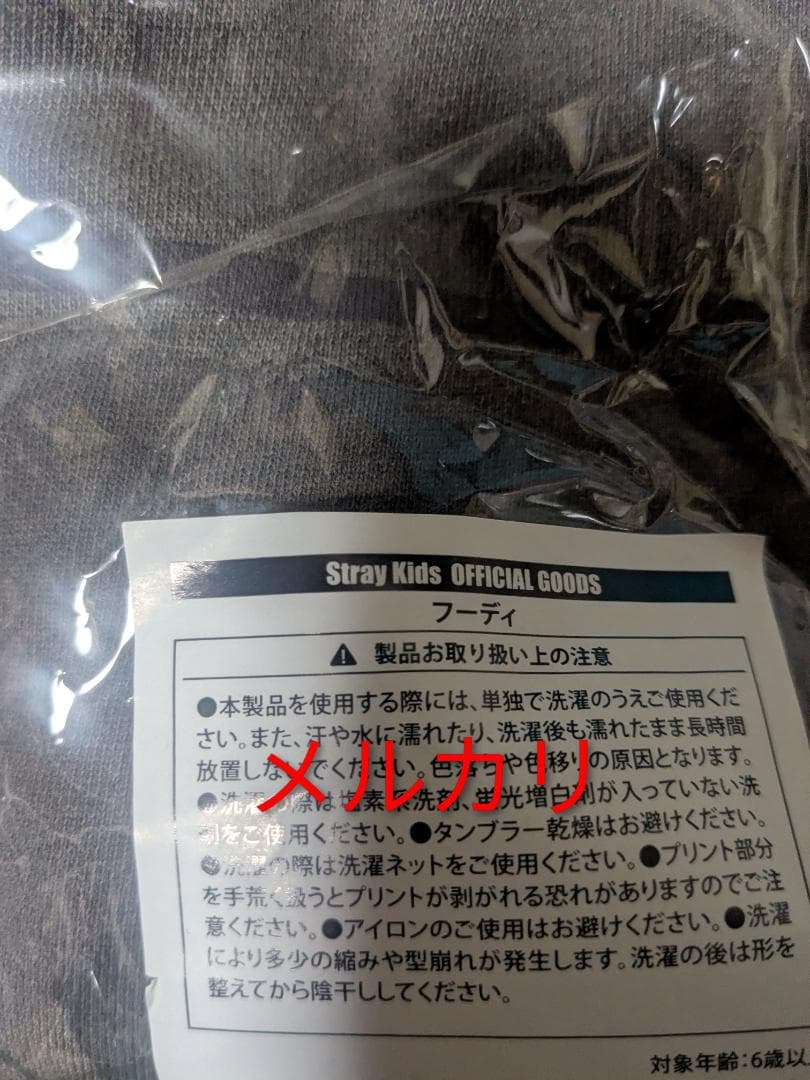 Stray Kids OFFICIAL GOODS
フーディ
製品お取り扱い上の注意
●本製品を使用する際には、単独で洗濯のうえご使用くだ
さい。また、汗や水に濡れたり、洗濯後も濡れたまま長時間
放置しないでください。色落ちや色移りの原因となります。
メルカリ
●洗濯の際は塩素系洗剤、蛍光増白剤が入っていない洗
剤をご使用ください。●タンブラー乾燥はお避けください。
●洗濯の際は洗濯ネットをご使用ください。●プリント部分
を手荒く扱うとプリントが剥がれる恐れがありますのでご注
意ください。●アイロンのご使用はお避けください。●洗濯
により多少の縮みや型崩れが発生します。洗濯の後は形を
整えてから陰干ししてください。
対象年齢:6歳以